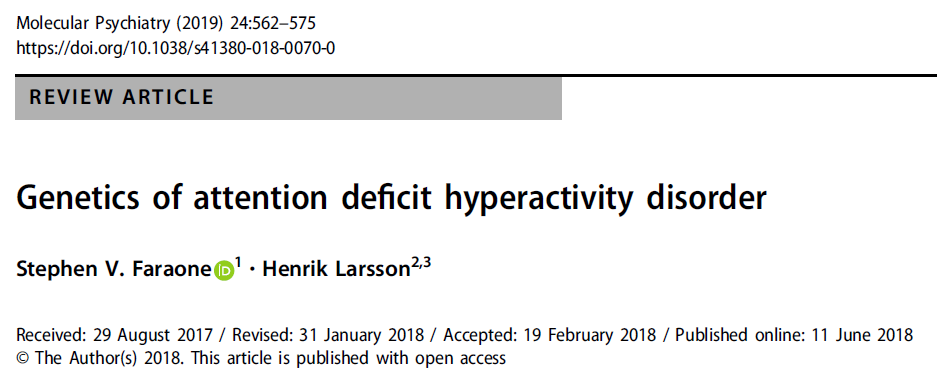 Molecular Psychiatry (2019) 24:562–575
https://doi.org/10.1038/s41380-018-0070-0
REVIEW ARTICLE
Genetics of attention deficit hyperactivity disorder
Stephen V. Faraone iD 1 · Henrik Larsson2,3
Received: 29 August 2017 / Revised: 31 January 2018 / Accepted: 19 February 2018 / Published online: 11 June 2018
© The Author(s) 2018. This article is published with open access